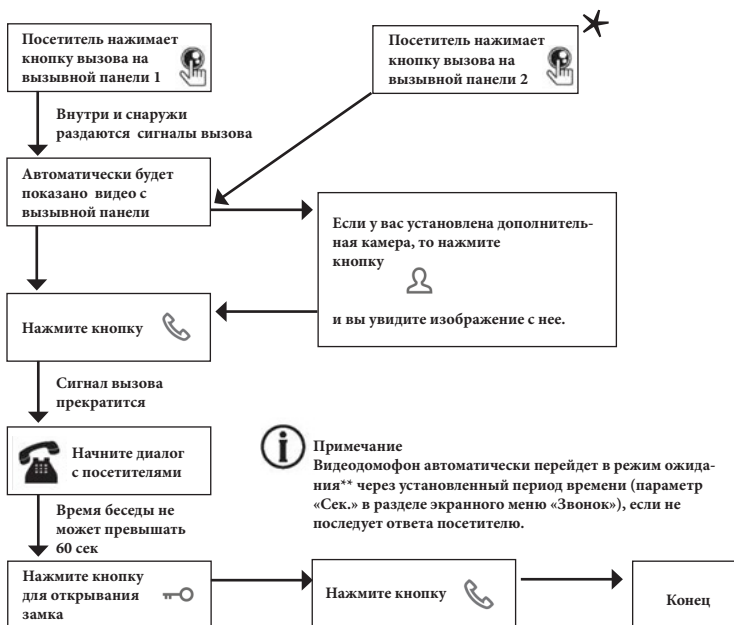 Посетитель нажимает
кнопку вызова на
вызывной панели 1
Посетитель нажимает
кнопку вызова на
вызывной панели 2
Внутри и снаружи
раздаются сигналы вызова
Автоматически будет
показано видео с
вызывной панели
Если у вас установлена дополнитель-
ная камера, то нажмите
кнопку
и вы увидите изображение с нее.
Нажмите кнопку
Сигнал вызова
прекратится
Начните диалог
с посетителями
Примечание
Видеодомофон автоматически перейдет в режим ожида-
ния** через установленный период времени (параметр
«Сек.» в разделе экранного меню «Звонок»), если не
последует ответа посетителю.
Время беседы не
может превышать
60 сек
Нажмите кнопку
для открывания
замка
Нажмите кнопку
Конец